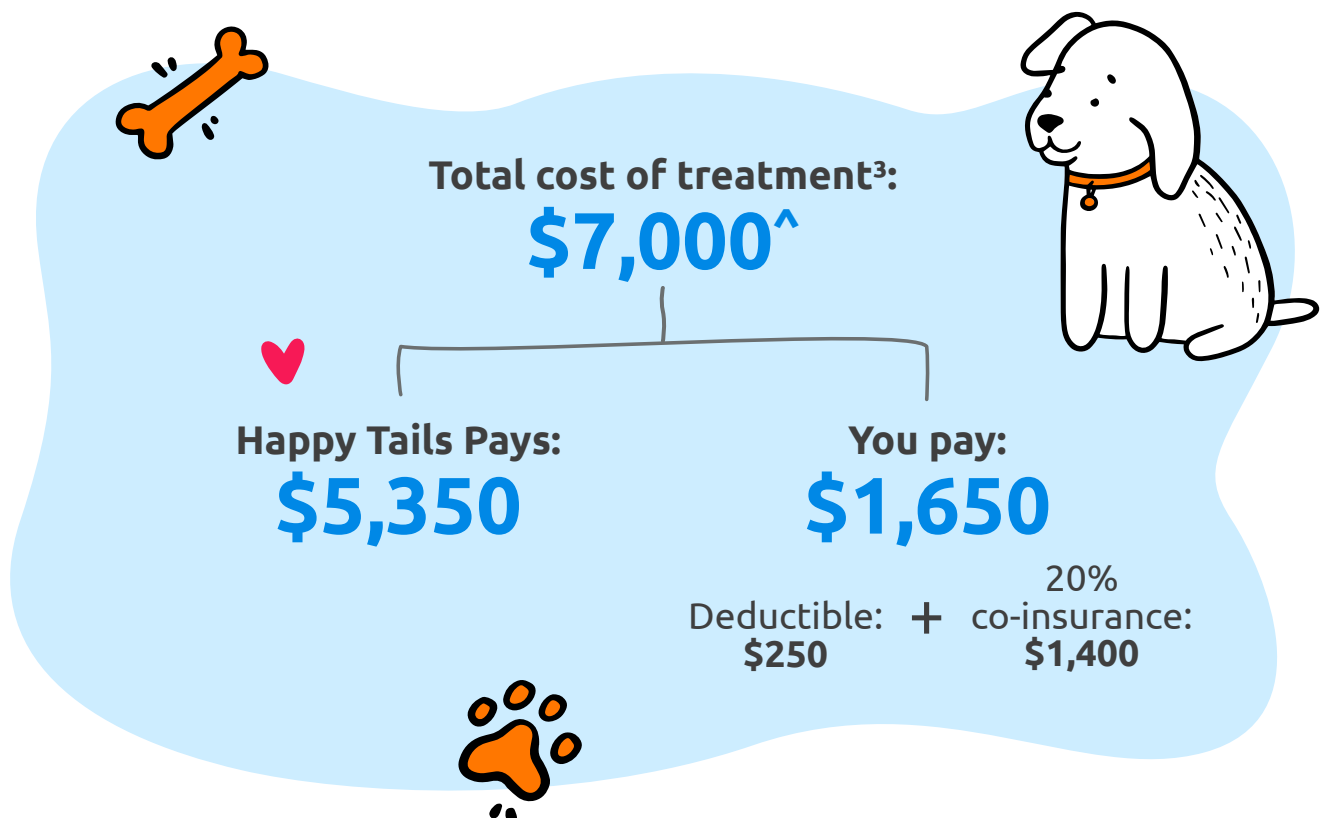 Total cost of treatment³:
$7,000^
Happy Tails Pays:
$5,350
You pay:
$1,650
Deductible:
$250
+
20%
co-insurance:
$1,400